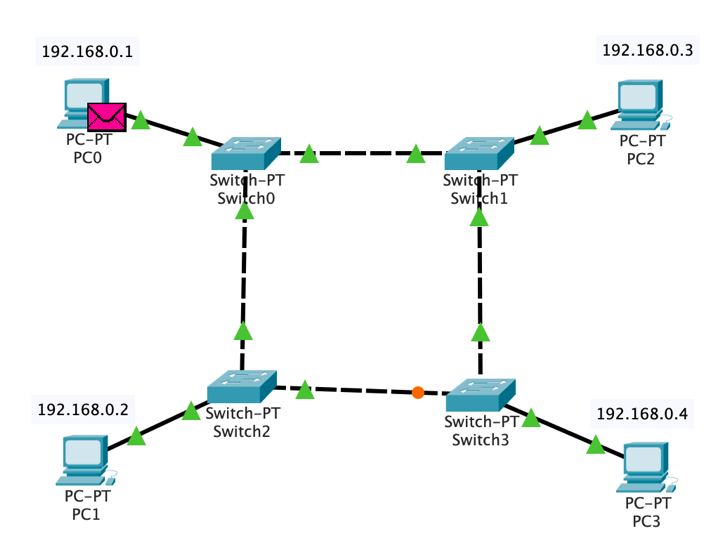 192.168.0.1
192.168.0.3
PC-PT
PC0
PC-PT
PC2
Switch-PT
Switch0
Switch-PT
Switch1
192.168.0.2
192.168.0.4
Switch-PT
Switch2
Switch-PT
Switch3
PC-PT
PC1
PC-PT
PC3